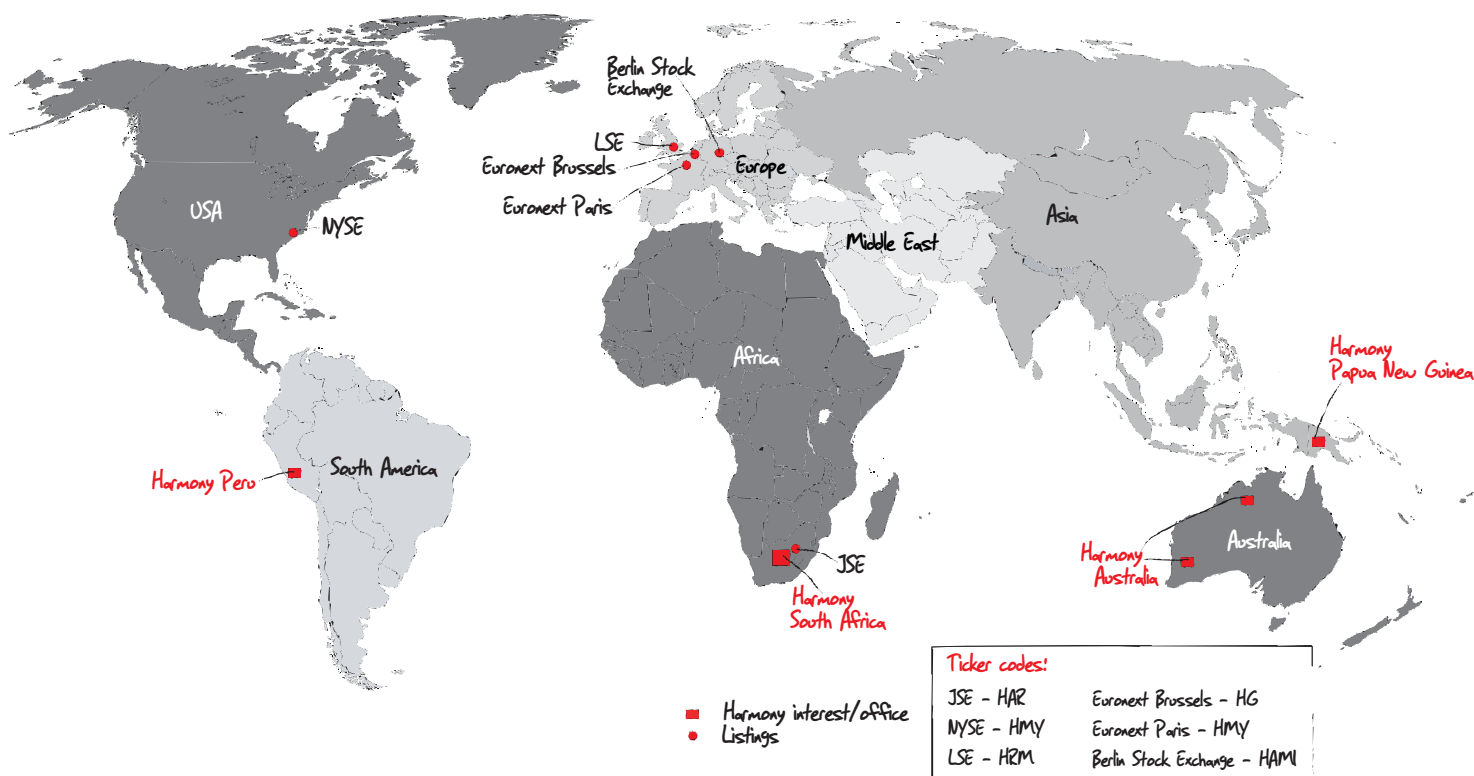 Berlin Stock
Exchange
LSE
Euronext Brussels
Europe
Euronext Paris
USA
NYSE
Asia
Middle East
Africa
Harmony
Papua New Guinea
South America
Harmony Peru
Australia
Harmony
Australia
JSE
Harmony
South Africa
Harmony interest/office
Listings
Ticker codes:
JSE - HAR
Euronext Brussels - HG
NYSE - HMY
Euronext Paris - HMY
LSE - HRM
Berlin Stock Exchange - HAMI